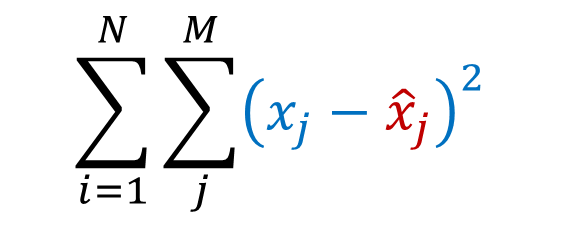 N M
∑ ∑ (x_j − x̂_j)²
i=1 j